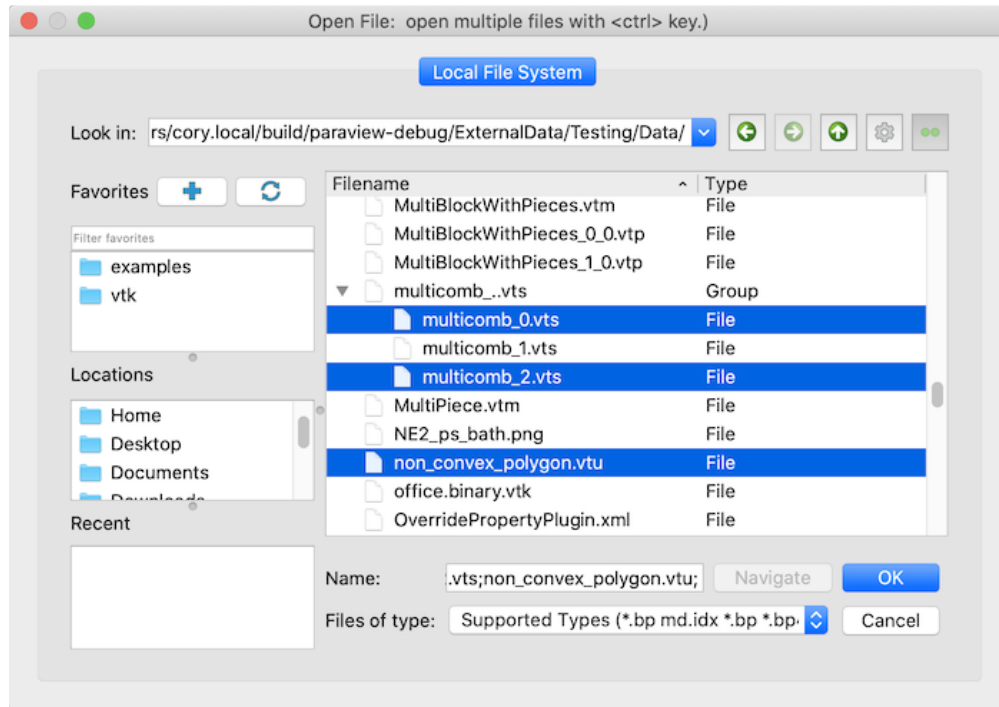 Open File:  open multiple files with <ctrl> key.)
Local File System
Look in: rs/cory.local/build/paraview-debug/ExternalData/Testing/Data/
Favorites
Filter favorites
examples
vtk
Locations
Home
Desktop
Documents
Downloads
Recent
Filename Type
MultiBlockWithPieces.vtm File
MultiBlockWithPieces_0_0.vtp File
MultiBlockWithPieces_1_0.vtp File
multicomb_..vts Group
multicomb_0.vts File
multicomb_1.vts File
multicomb_2.vts File
MultiPiece.vtm File
NE2_ps_bath.png File
non_convex_polygon.vtu File
office.binary.vtk File
OverridePropertyPlugin.xml File
Name: .vts;non_convex_polygon.vtu; Navigate OK
Files of type: Supported Types (*.bp md.idx *.bp *.bp Cancel